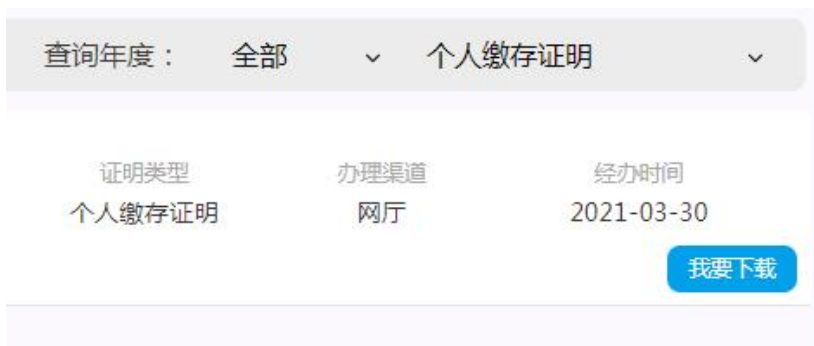 查询年度： 全部 个人缴存证明
证明类型 办理渠道 经办时间
个人缴存证明 网厅 2021-03-30
我要下载